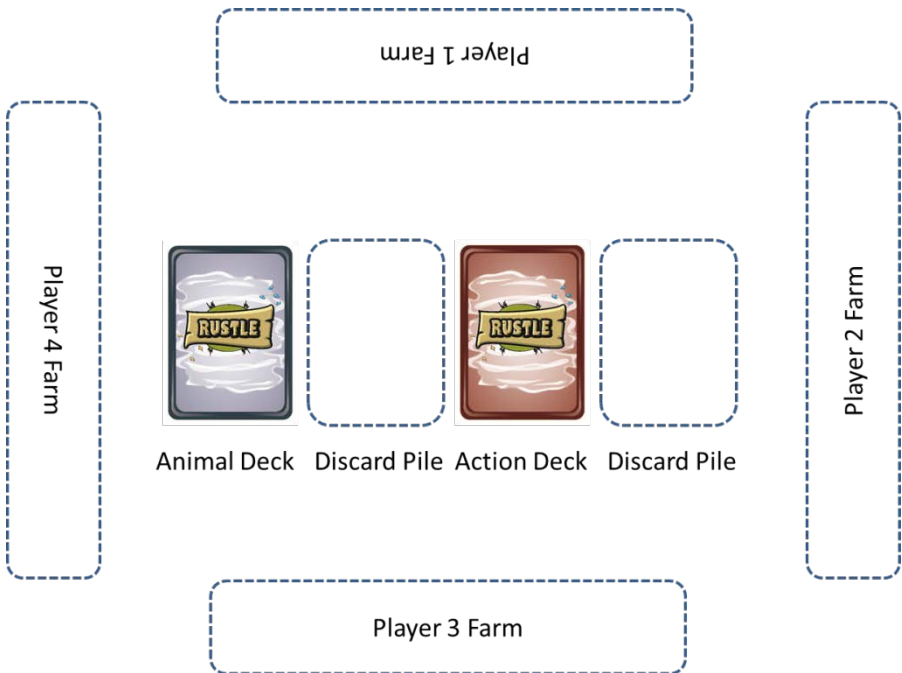 Player 1 Farm
Player 4 Farm
RUSTLE
RUSTLE
Player 2 Farm
Animal Deck
Discard Pile
Action Deck
Discard Pile
Player 3 Farm